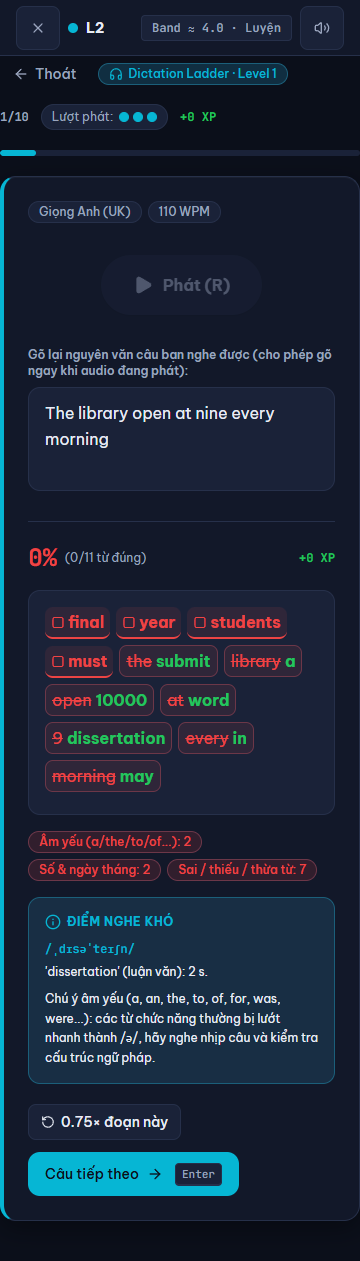 L2
Band ≈ 4.0 · Luyện
Thoát
Dictation Ladder · Level 1
1/10
Lượt phát:
+0 XP
Giọng Anh (UK)
110 WPM
Phát (R)
Gõ lại nguyên văn câu bạn nghe được (cho phép gõ
ngay khi audio đang phát):
The library open at nine every
morning
0% (0/11 từ đúng)
+0 XP
final year students
must the submit library a
open 10000 at word
9 dissertation every in
morning may
Âm yếu (a/the/to/of...): 2
Số & ngày tháng: 2
Sai / thiếu / thừa từ: 7
ĐIỂM NGHE KHÓ
/ˌdɪsəˈteɪʃn/
'dissertation' (luận văn): 2 s.
Chú ý âm yếu (a, an, the, to, of, for, was,
were...): các từ chức năng thường bị lướt
nhanh thành /ə/, hãy nghe nhịp câu và kiểm tra
cấu trúc ngữ pháp.
0.75× đoạn này
Câu tiếp theo → Enter